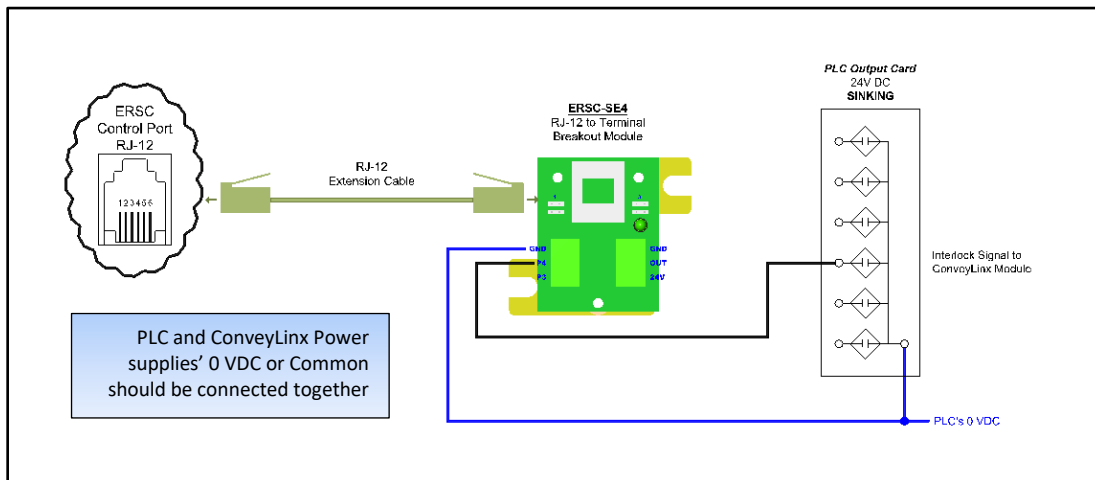 ERSC
Control Port
RJ-12
123456
RJ-12
Extension Cable
ERSC-SE4
RJ-12 to Terminal
Breakout Module
GND
P4
P3
GND
OUT
24V
PLC Output Card
24V DC
SINKING
Interlock Signal to
ConveyLinx Module
PLC and ConveyLinx Power
supplies’ 0 VDC or Common
should be connected together
PLC's 0 VDC